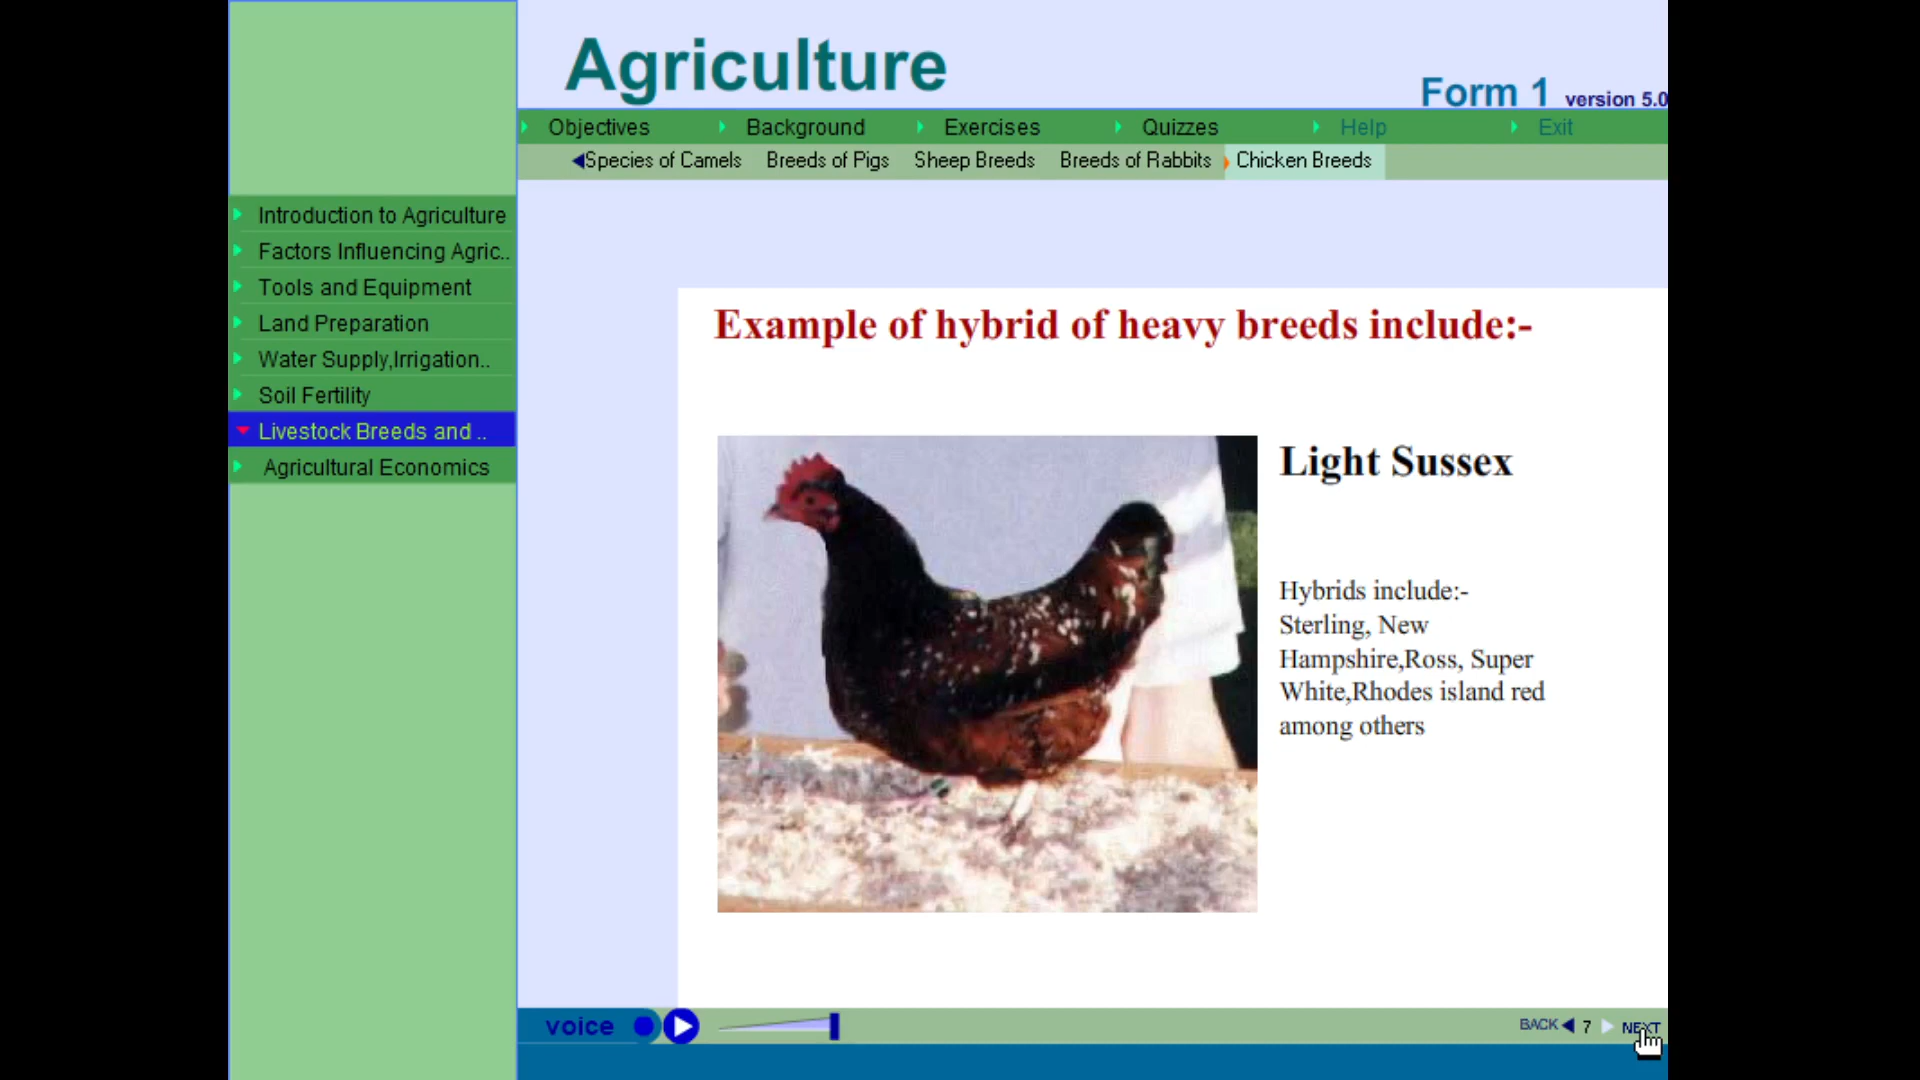 Agriculture
Form 1 version 5.0
Objectives Background Exercises Quizzes Help Exit
Species of Camels Breeds of Pigs Sheep Breeds Breeds of Rabbits Chicken Breeds
Introduction to Agriculture
Factors Influencing Agric..
Tools and Equipment
Land Preparation
Water Supply,Irrigation..
Soil Fertility
Livestock Breeds and ..
Agricultural Economics
Example of hybrid of heavy breeds include:-
Light Sussex
Hybrids include:-
Sterling, New
Hampshire,Ross, Super
White,Rhodes island red
among others
voice
BACK 7 NEXT